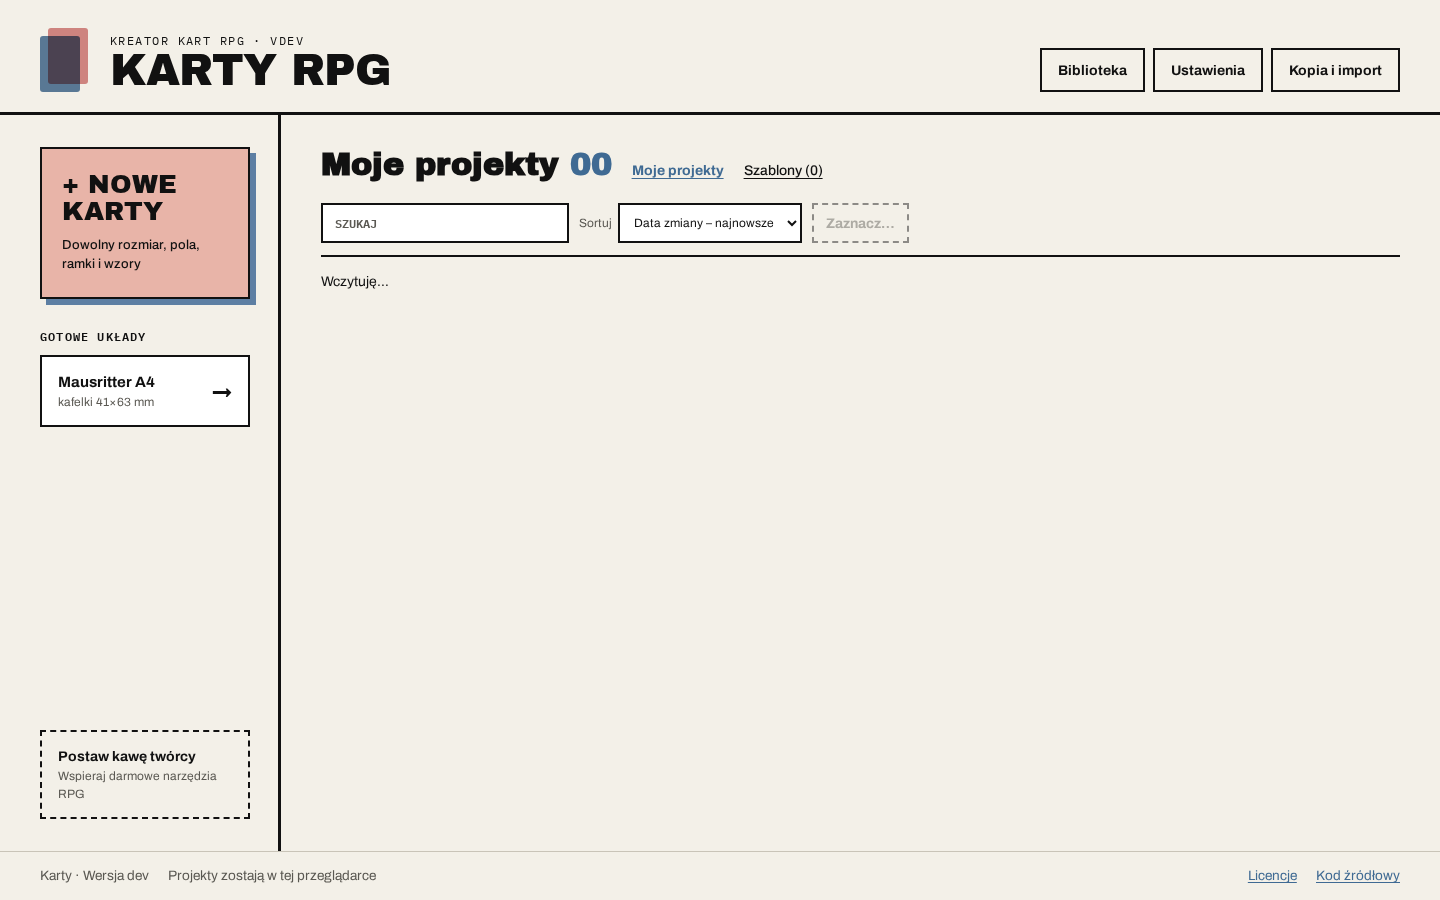 KREATOR KART RPG · VDEV
KARTY RPG
Biblioteka
Ustawienia
Kopia i import
+ NOWE
KARTY
Dowolny rozmiar, pola,
ramki i wzory
GOTOWE UKŁADY
Mausritter A4
kafelki 41×63 mm
→
Postaw kawę twórcy
Wspieraj darmowe narzędzia
RPG
Moje projekty 00
Moje projekty
Szablony (0)
SZUKAJ
Sortuj
Data zmiany – najnowsze
Zaznacz...
Wczytuję...
Karty · Wersja dev
Projekty zostają w tej przeglądarce
Licencje
Kod źródłowy